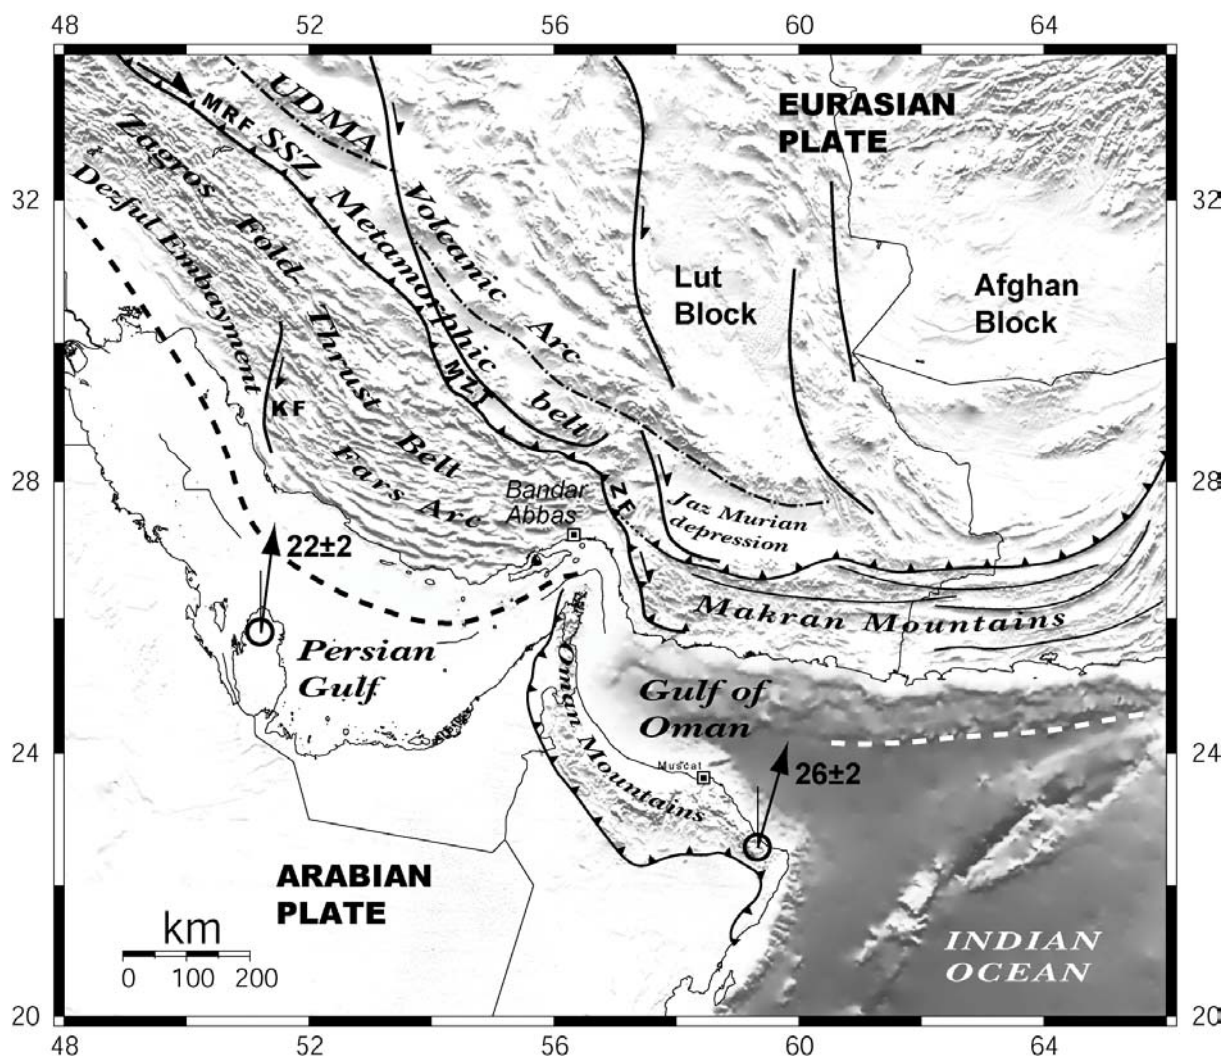 48
52
56
60
64
EURASIAN
PLATE
MRF
UDMA
SSZ Metamorphic belt
Volcanic Arc
Zagros Fold Thrust Belt
Dezful Embayment
32
32
Lut
Block
Afghan
Block
MZT
KF
Fars Arc
28
28
Bandar
Abbas
ZF
Jaz Murian
depression
22±2
Makran Mountains
Persian
Gulf
Oman Mountains
Gulf of
Oman
24
24
Muscat
26±2
ARABIAN
PLATE
km
0 100 200
INDIAN
OCEAN
20
20
48
52
56
60
64